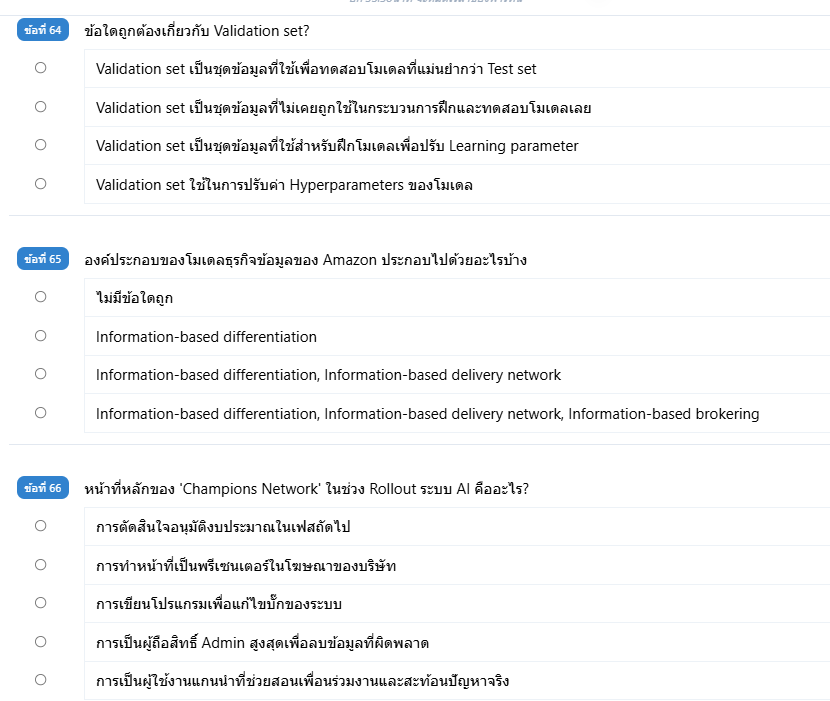 ข้อที่ 64 ข้อใดถูกต้องเกี่ยวกับ Validation set?
Validation set เป็นชุดข้อมูลที่ใช้เพื่อทดสอบโมเดลที่แม่นยำกว่า Test set
Validation set เป็นชุดข้อมูลที่ไม่เคยถูกใช้ในกระบวนการฝึกและทดสอบโมเดลเลย
Validation set เป็นชุดข้อมูลที่ใช้สำหรับฝึกโมเดลเพื่อปรับ Learning parameter
Validation set ใช้ในการปรับค่า Hyperparameters ของโมเดล
ข้อที่ 65 องค์ประกอบของโมเดลธุรกิจข้อมูลของ Amazon ประกอบไปด้วยอะไรบ้าง
ไม่มีข้อใดถูก
Information-based differentiation
Information-based differentiation, Information-based delivery network
Information-based differentiation, Information-based delivery network, Information-based brokering
ข้อที่ 66 หน้าที่หลักของ 'Champions Network' ในช่วง Rollout ระบบ AI คืออะไร?
การตัดสินใจอนุมัติงบประมาณในเฟสถัดไป
การทำหน้าที่เป็นพรีเซนเตอร์ในโฆษณาของบริษัท
การเขียนโปรแกรมเพื่อแก้ไขบั๊กของระบบ
การเป็นผู้ถือสิทธิ์ Admin สูงสุดเพื่อลบข้อมูลที่ผิดพลาด
การเป็นผู้ใช้งานแกนนำที่ช่วยสอนเพื่อนร่วมงานและสะท้อนปัญหาจริง